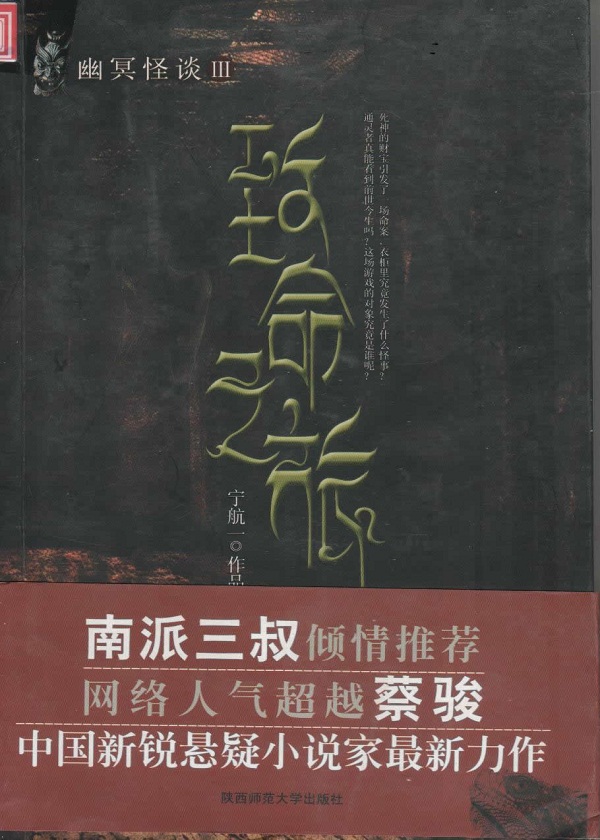 幽冥怪谈III
死神的财宝引发了一场命案，衣柜里究竟发生了什么怪事？
通灵者真能看到前世今生吗？这场游戏的对象究竟是谁呢？
致命之旅
宁航一◎作品
南派三叔倾情推荐
网络人气超越蔡骏
中国新锐悬疑小说家最新力作
陕西师范大学出版社